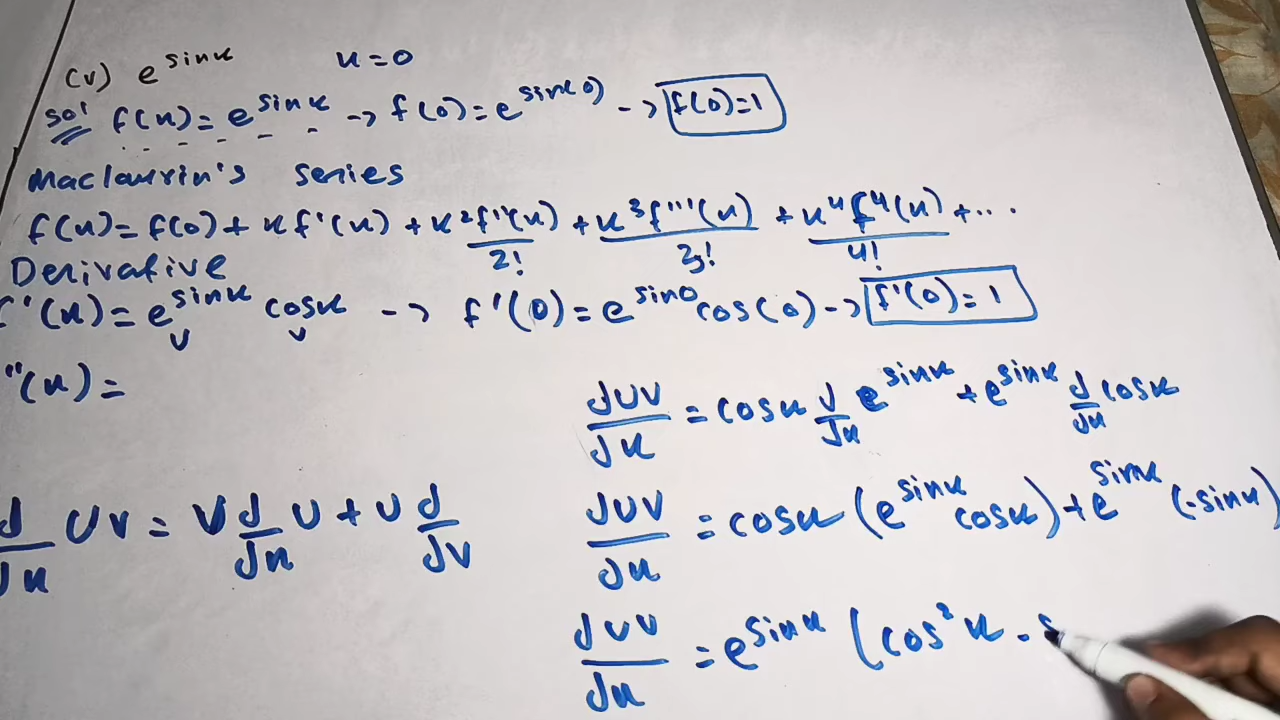 (v) e^sinx x=0
sol f(x)=e^sinx -> f(0)=e^sin(0) -> f(0)=1
Maclaurin's series
f(x)=f(0)+xf'(x)+x²f''(x)/2!+x³f'''(x)/3!+x⁴f⁴(x)/4!+...
Derivative
f'(x)=e^sinx cosx -> f'(0)=e^sin0 cos(0) -> f'(0)=1
U V
''(x)=
dUV/dx = cosx d/dx e^sinx + e^sinx d/dx cosx
d/dx UV = V d/dx U + U d/dV
dUV/dx = cosx (e^sinx cosx)+e^sinx (-sinx)
dUV/dx = e^sinx (cos²x - s